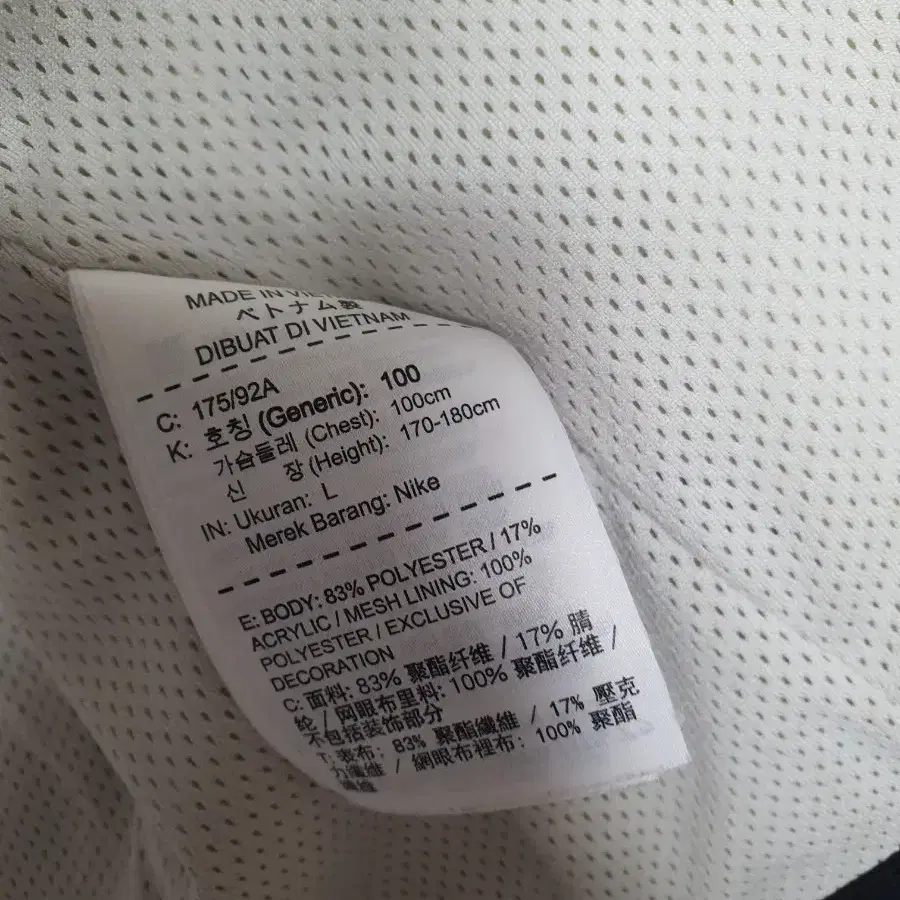 MADE IN
ベトナム製
DIBUAT DI VIETNAM
C: 175/92A
K: 호칭 (Generic): 100
가슴둘레 (Chest): 100cm
신 장 (Height): 170-180cm
IN: Ukuran: L
Merek Barang: Nike
E: BODY: 83% POLYESTER / 17%
ACRYLIC / MESH LINING: 100%
POLYESTER / EXCLUSIVE OF
DECORATION
C: 面料: 83% 聚酯纤维 / 17% 腈
纶 / 网眼布里料: 100% 聚酯纤维 /
不包括装饰部分
表布: 83% 聚酯纖維 / 17% 壓克
力纖維 / 網眼布裡布: 100% 聚酯